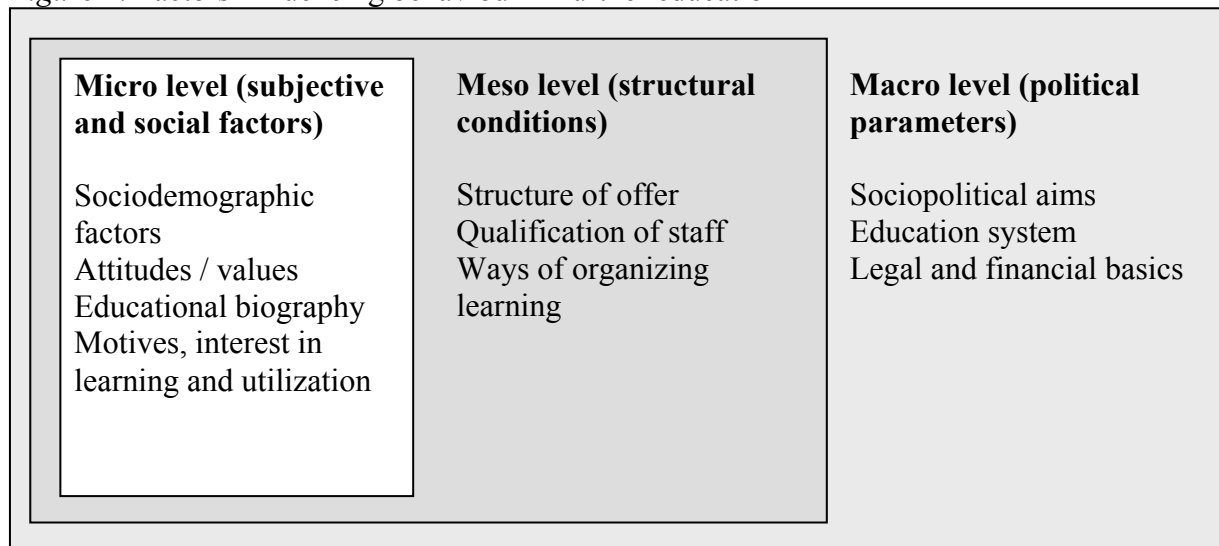 Micro level (subjective
and social factors)
Sociodemographic
factors
Attitudes / values
Educational biography
Motives, interest in
learning and utilization
Meso level (structural
conditions)
Structure of offer
Qualification of staff
Ways of organizing
learning
Macro level (political
parameters)
Sociopolitical aims
Education system
Legal and financial basics